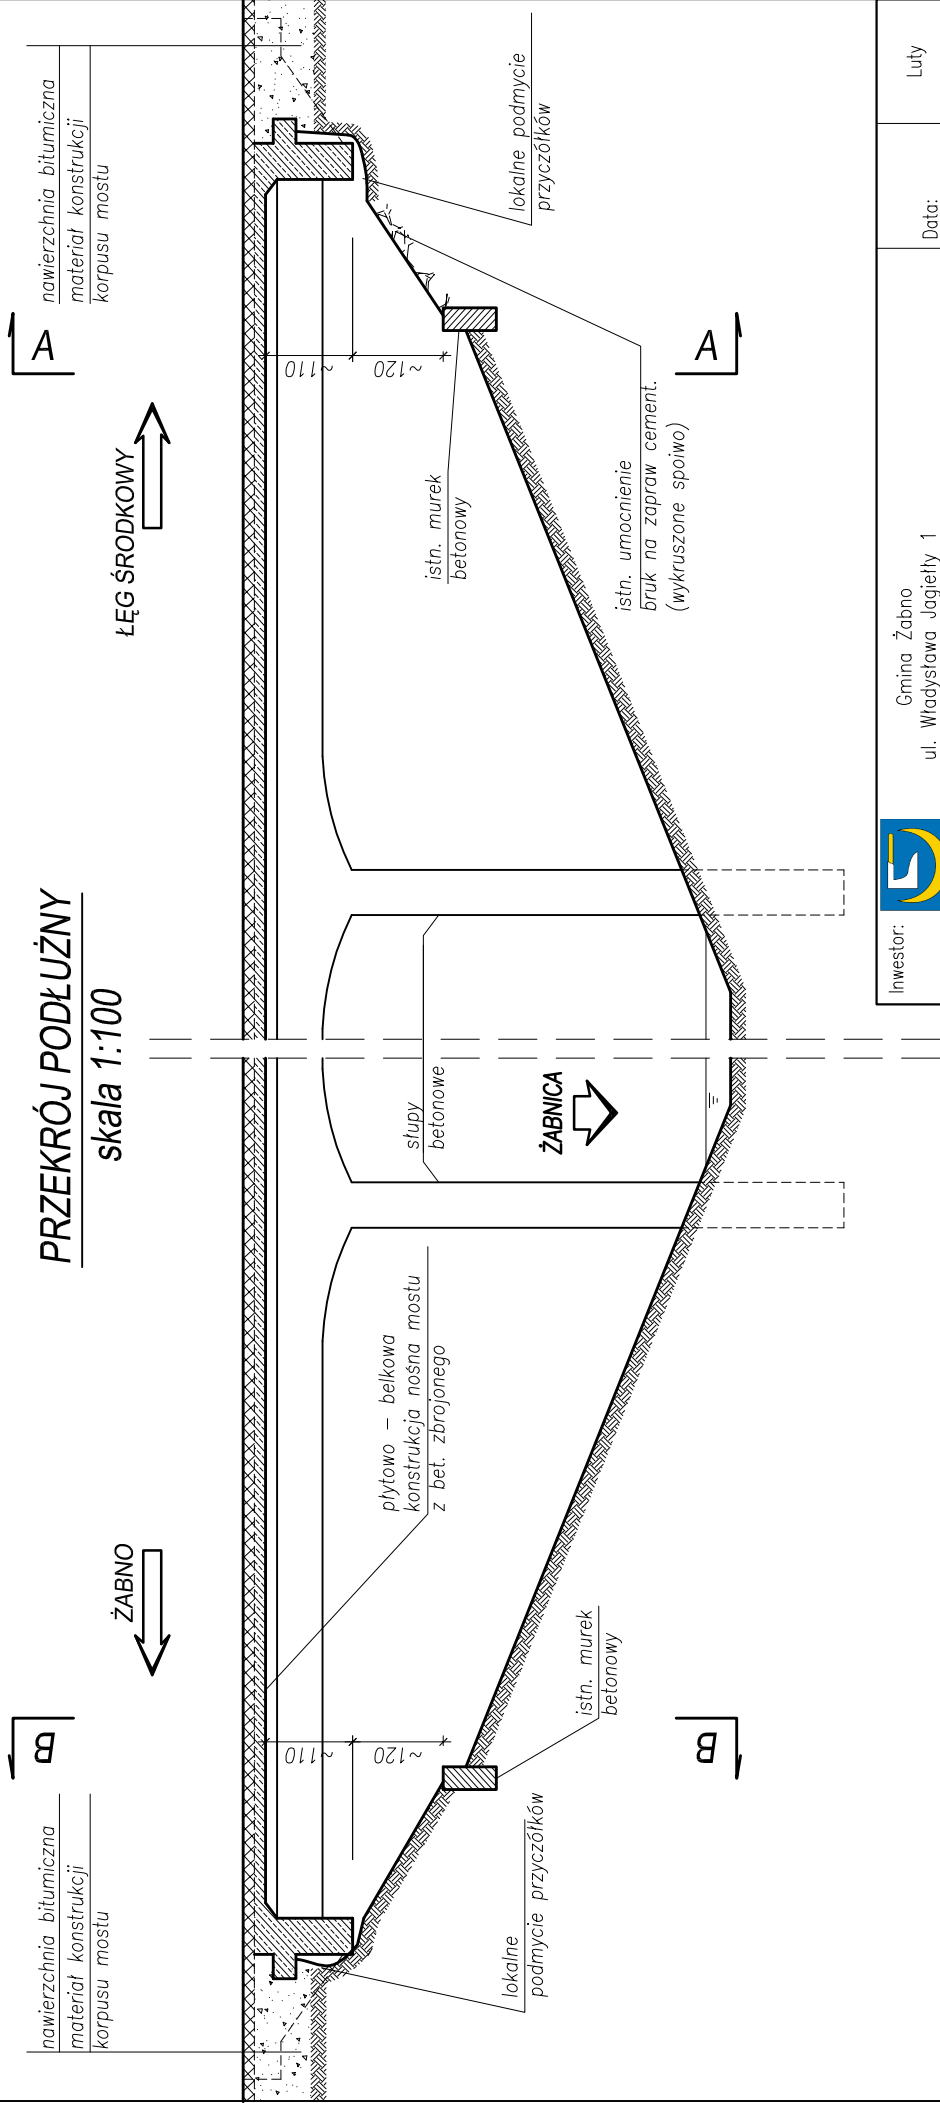 PRZEKRÓJ PODŁUŻNY
skala 1:100
nawierzchnia bitumiczna
materiał konstrukcji
korpusu mostu
nawierzchnia bitumiczna
materiał konstrukcji
korpusu mostu
B
A
ŻABNO
ŁĘG ŚRODKOWY
~110
~120
~110
~120
płytowo – belkowa
konstrukcja nośna mostu
z bet. zbrojonego
słupy
betonowe
istn. murek
betonowy
lokalne podmycie
przyczółków
ŻABNICA
lokalne
podmycie przyczółków
istn. murek
betonowy
istn. umocnienie
bruk na zapraw cement.
(wykruszone spoiwo)
B
A
Inwestor:
Gmina Żabno
ul. Władysława Jagiełły 1
Data:
Luty